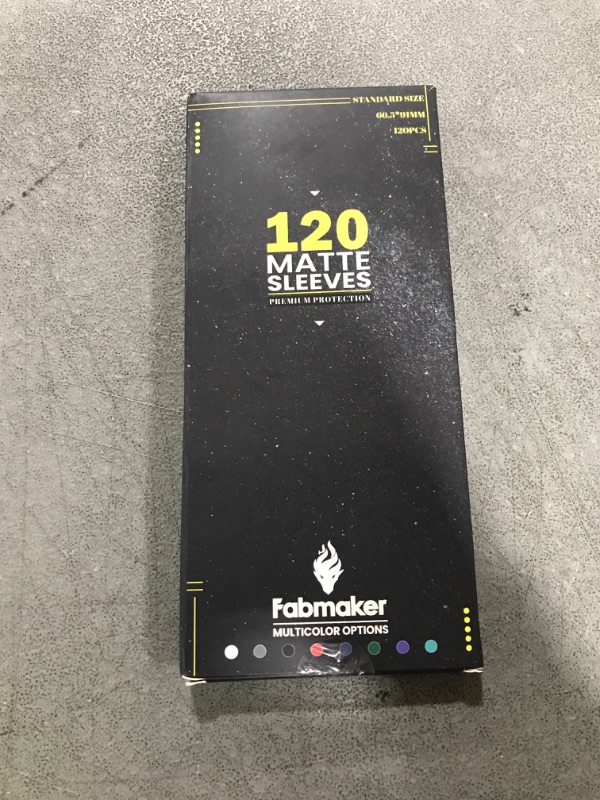 STANDARD SIZE
66.5*91MM
120PCS
120
MATTE
SLEEVES
PREMIUM PROTECTION
Fabmaker
MULTICOLOR OPTIONS